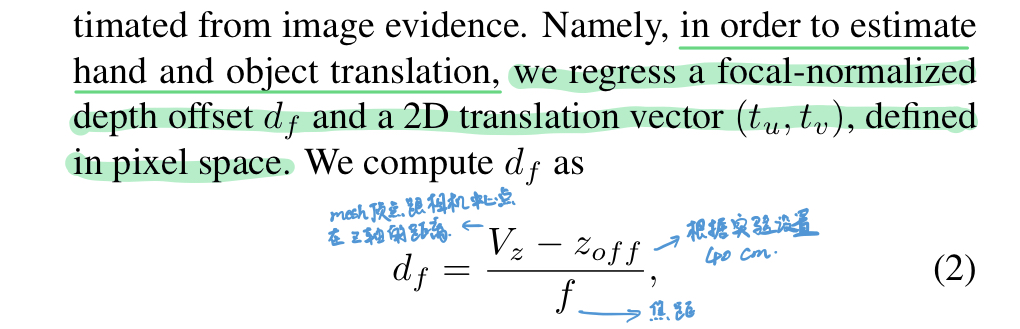 timated from image evidence. Namely, in order to estimate
hand and object translation, we regress a focal-normalized
depth offset d_f and a 2D translation vector (t_u, t_v), defined
in pixel space. We compute d_f as
mesh顶点跟相机中心点
在z轴的距离 ←
d_f = \frac{V_z - z_{off}}{f}, (2)
→ 根据实验设置
40 cm.
→ 焦距